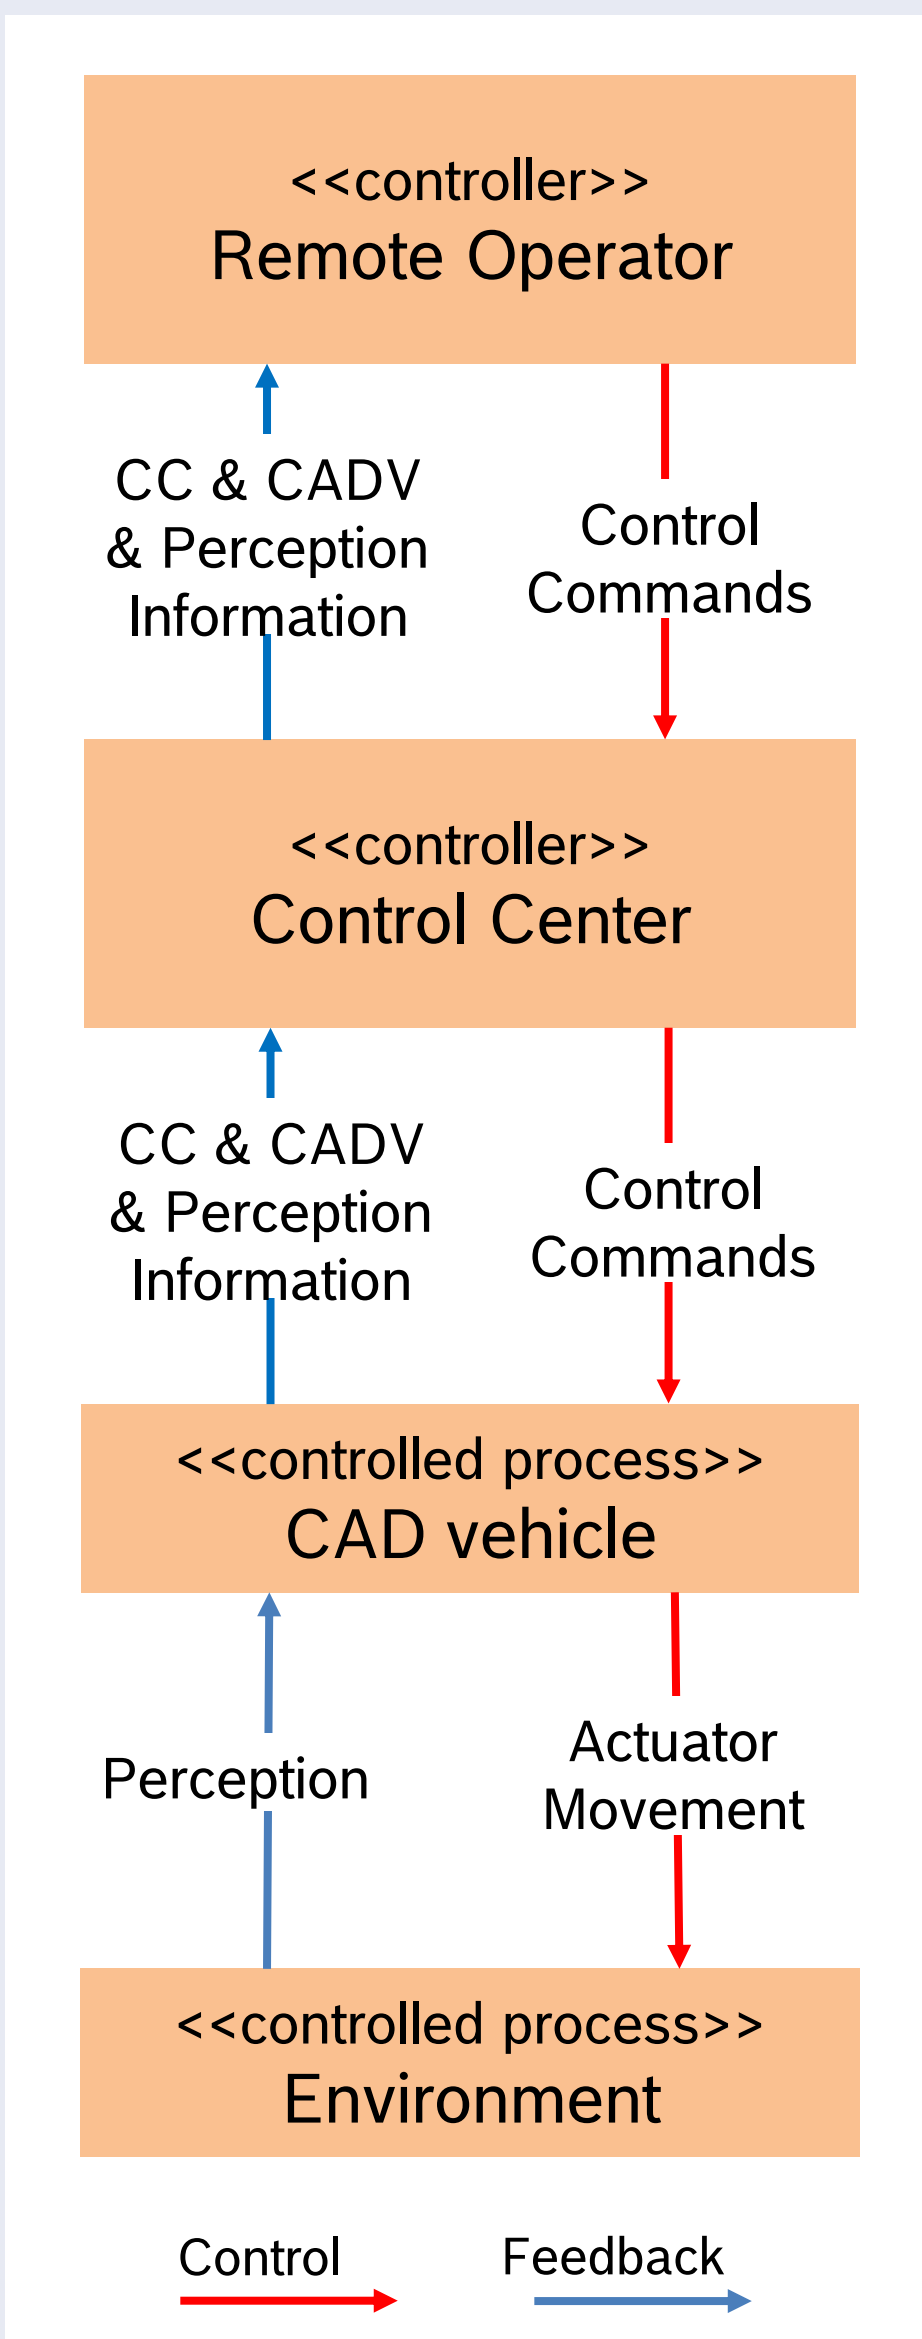 <<controller>>
Remote Operator
CC & CADV
& Perception
Information
Control
Commands
<<controller>>
Control Center
CC & CADV
& Perception
Information
Control
Commands
<<controlled process>>
CAD vehicle
Perception
Actuator
Movement
<<controlled process>>
Environment
Control
Feedback